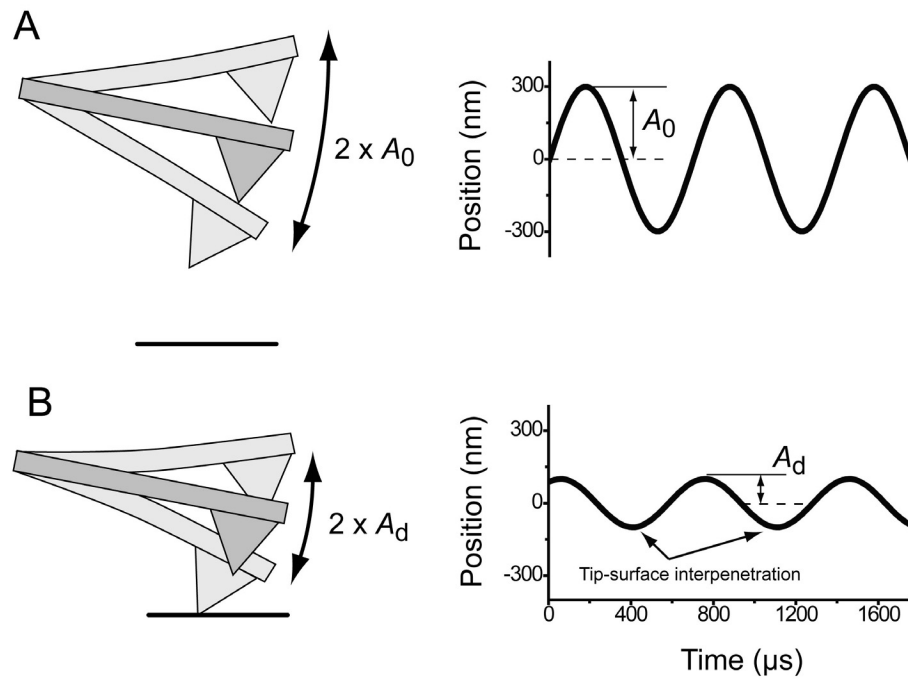 A
2 x A0
Position (nm)
300
0
-300
A0
B
2 x Ad
Position (nm)
300
0
-300
Ad
Tip-surface interpenetration
0 400 800 1200 1600
Time (μs)